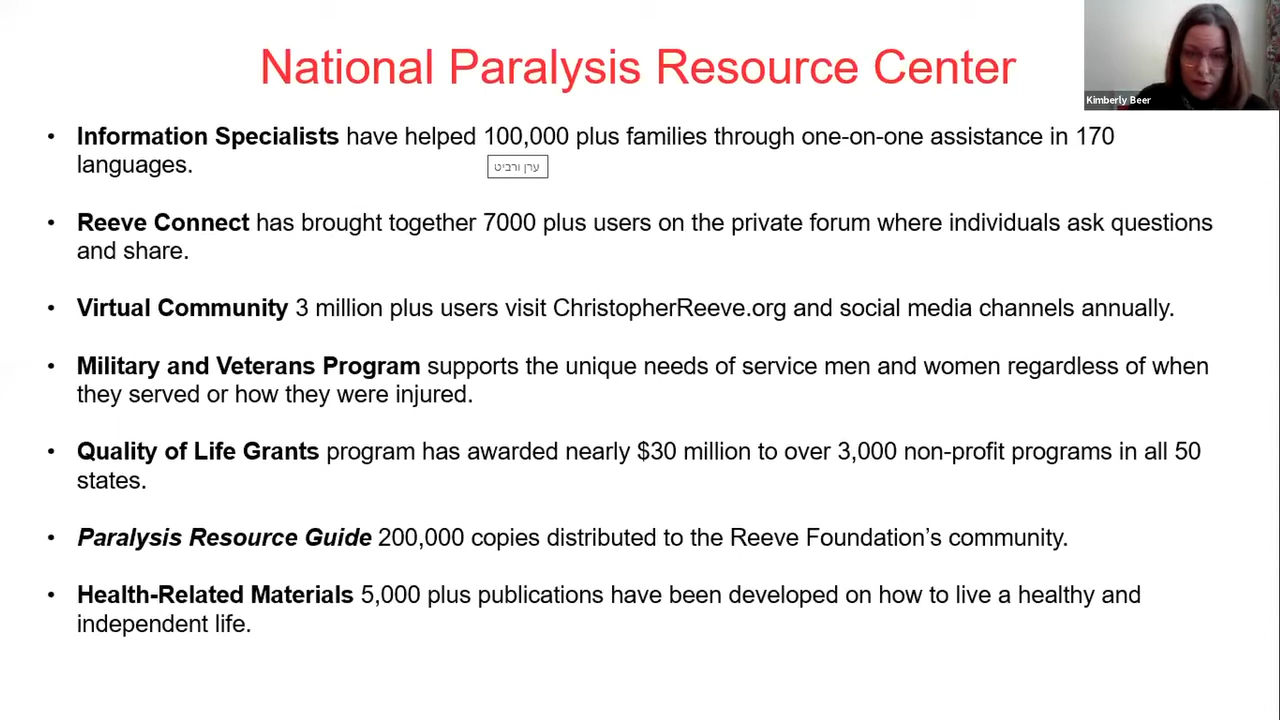 National Paralysis Resource Center
Kimberly Beer
• Information Specialists have helped 100,000 plus families through one-on-one assistance in 170
languages.
ערן ורביט
• Reeve Connect has brought together 7000 plus users on the private forum where individuals ask questions
and share.
• Virtual Community 3 million plus users visit ChristopherReeve.org and social media channels annually.
• Military and Veterans Program supports the unique needs of service men and women regardless of when
they served or how they were injured.
• Quality of Life Grants program has awarded nearly $30 million to over 3,000 non-profit programs in all 50
states.
• Paralysis Resource Guide 200,000 copies distributed to the Reeve Foundation’s community.
• Health-Related Materials 5,000 plus publications have been developed on how to live a healthy and
independent life.